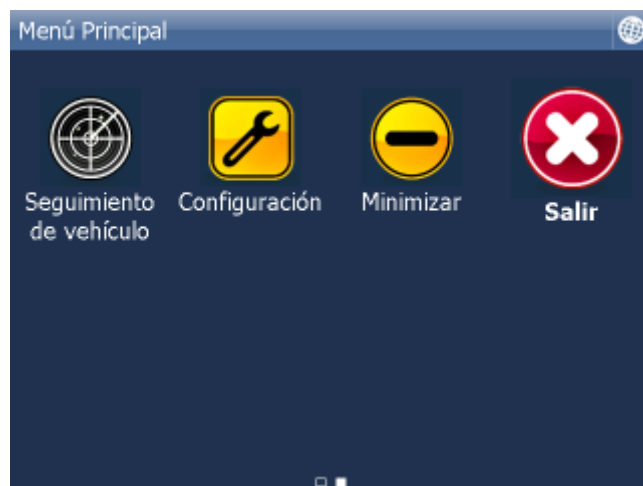 Menú Principal
Seguimiento
de vehículo
Configuración
Minimizar
Salir